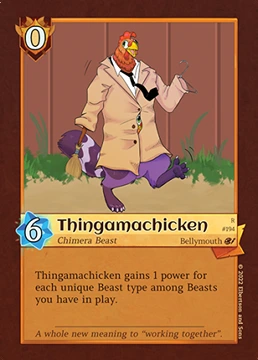 0
6
Thingamachicken
R
#194
Chimera Beast
Bellymouth
Thingamachicken gains 1 power for
each unique Beast type among Beasts
you have in play.
A whole new meaning to "working together".
© 2022 Elbertson and Sons